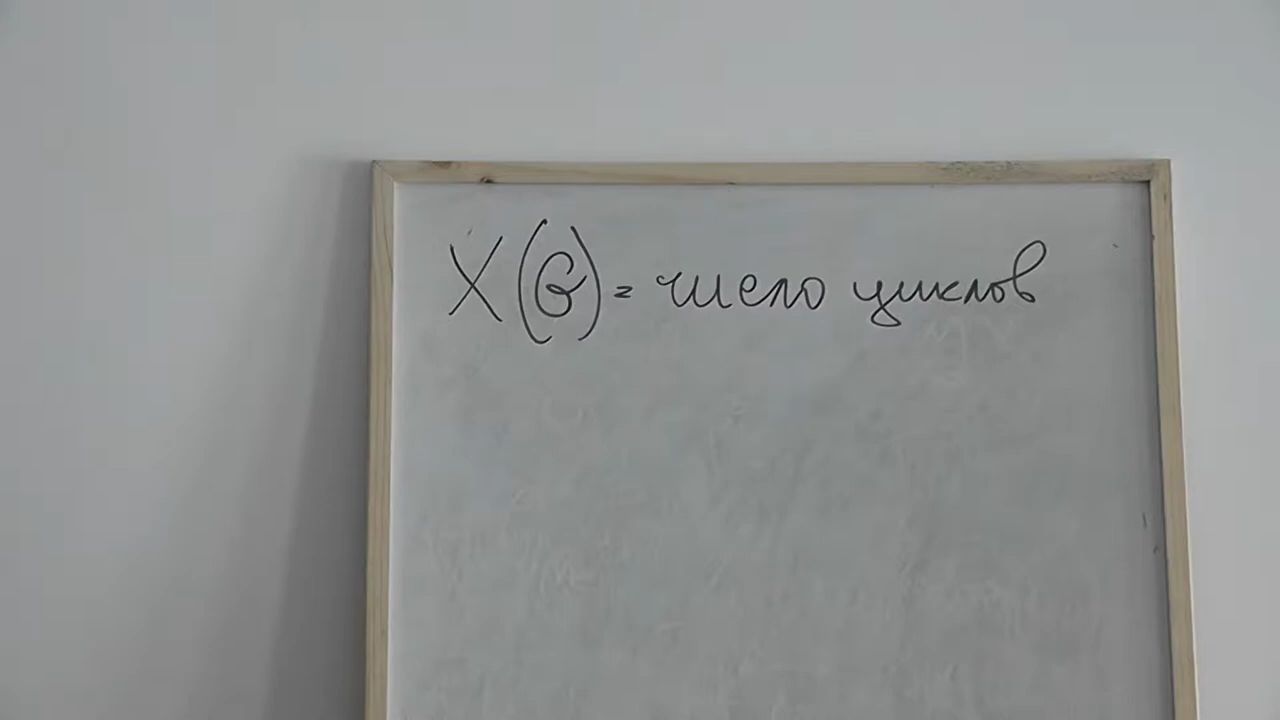 X(G) = число циклов